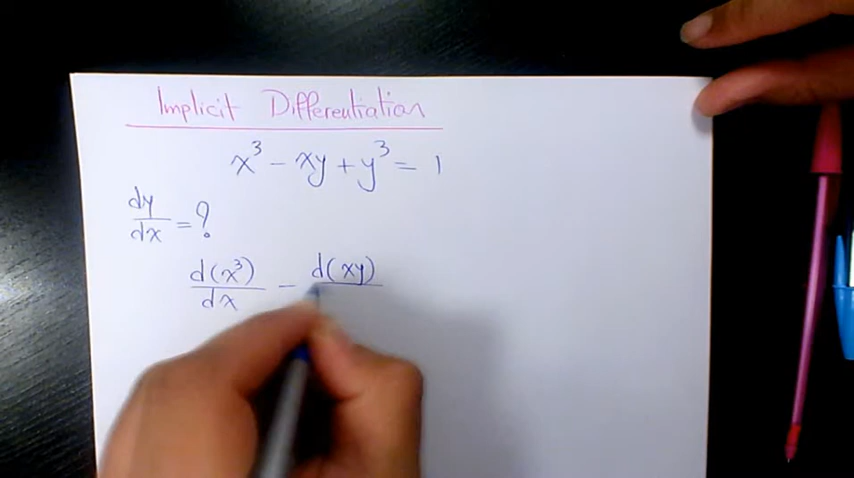 Implicit Differentiation
x³ - xy + y³ = 1
dy/dx = ?
d(x³)/dx - d(xy)